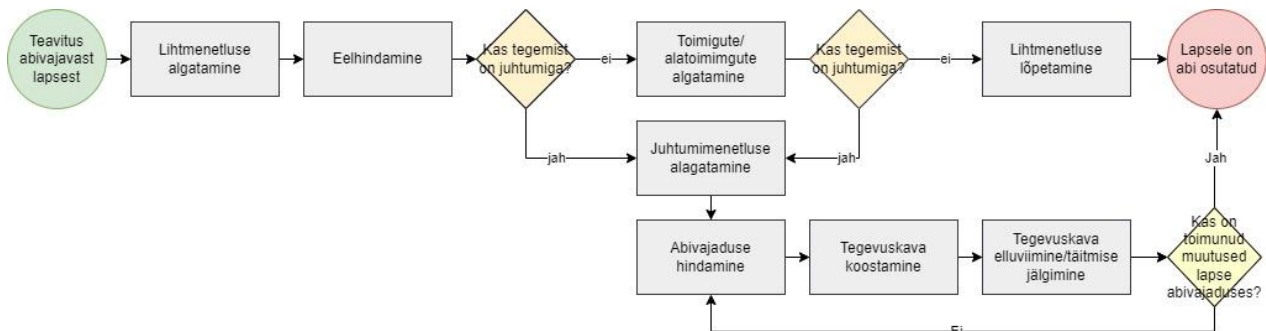 Teavitus
abivajavast
lapsest
Lihtmenetluse
algatamine
Eelhindamine
Kas tegemist
on juhtumiga?
ei
Toimigute/
alatoimimgute
algatamine
Kas tegemist
on juhtumiga?
ei
Lihtmenetluse
lõpetamine
Lapsele on
abi osutatud
jah
Juhtumimenetluse
alagatamine
jah
Jah
Abivajaduse
hindamine
Tegevuskava
koostamine
Tegevuskava
elluviimine/täitmise
jälgimine
Kas on
toimunud
muutused
lapse
abivajaduses?
Ei